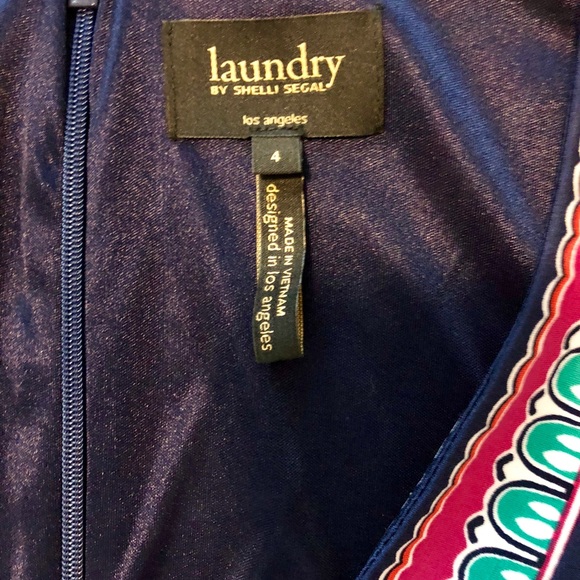 laundry
BY SHELLI SEGAL
los angeles
4
MADE IN VIETNAM
designed in los angeles